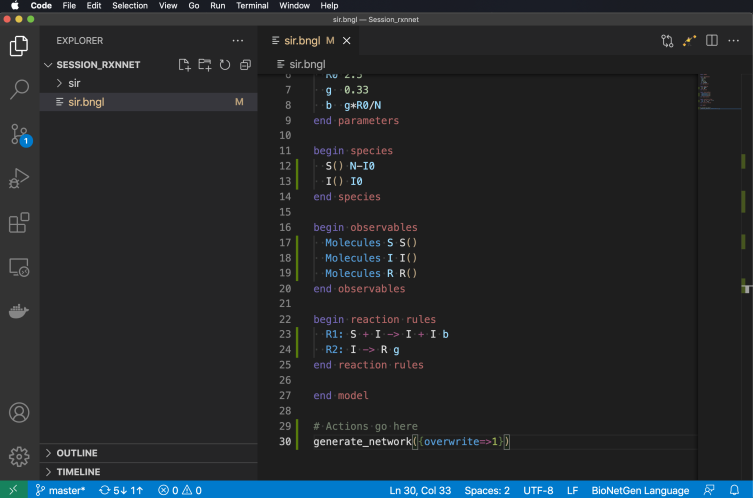 Code File Edit Selection View Go Run Terminal Window Help
sir.bngl — Session_rxnnet
EXPLORER
sir.bngl M
SESSION_RXNNET
sir.bngl
sir
sir.bngl M
6 R0 2.5
7 g 0.33
8 b g*R0/N
9 end parameters
10
11 begin species
12 S() N-I0
13 I() I0
14 end species
15
16 begin observables
17 Molecules S S()
18 Molecules I I()
19 Molecules R R()
20 end observables
21
22 begin reaction rules
23 R1: S + I -> I + I b
24 R2: I -> R g
25 end reaction rules
26
27 end model
28
29 # Actions go here
30 generate_network({overwrite=>1})
1
OUTLINE
TIMELINE
master* 5↓ 1↑ 0 0 Ln 30, Col 33 Spaces: 2 UTF-8 LF BioNetGen Language